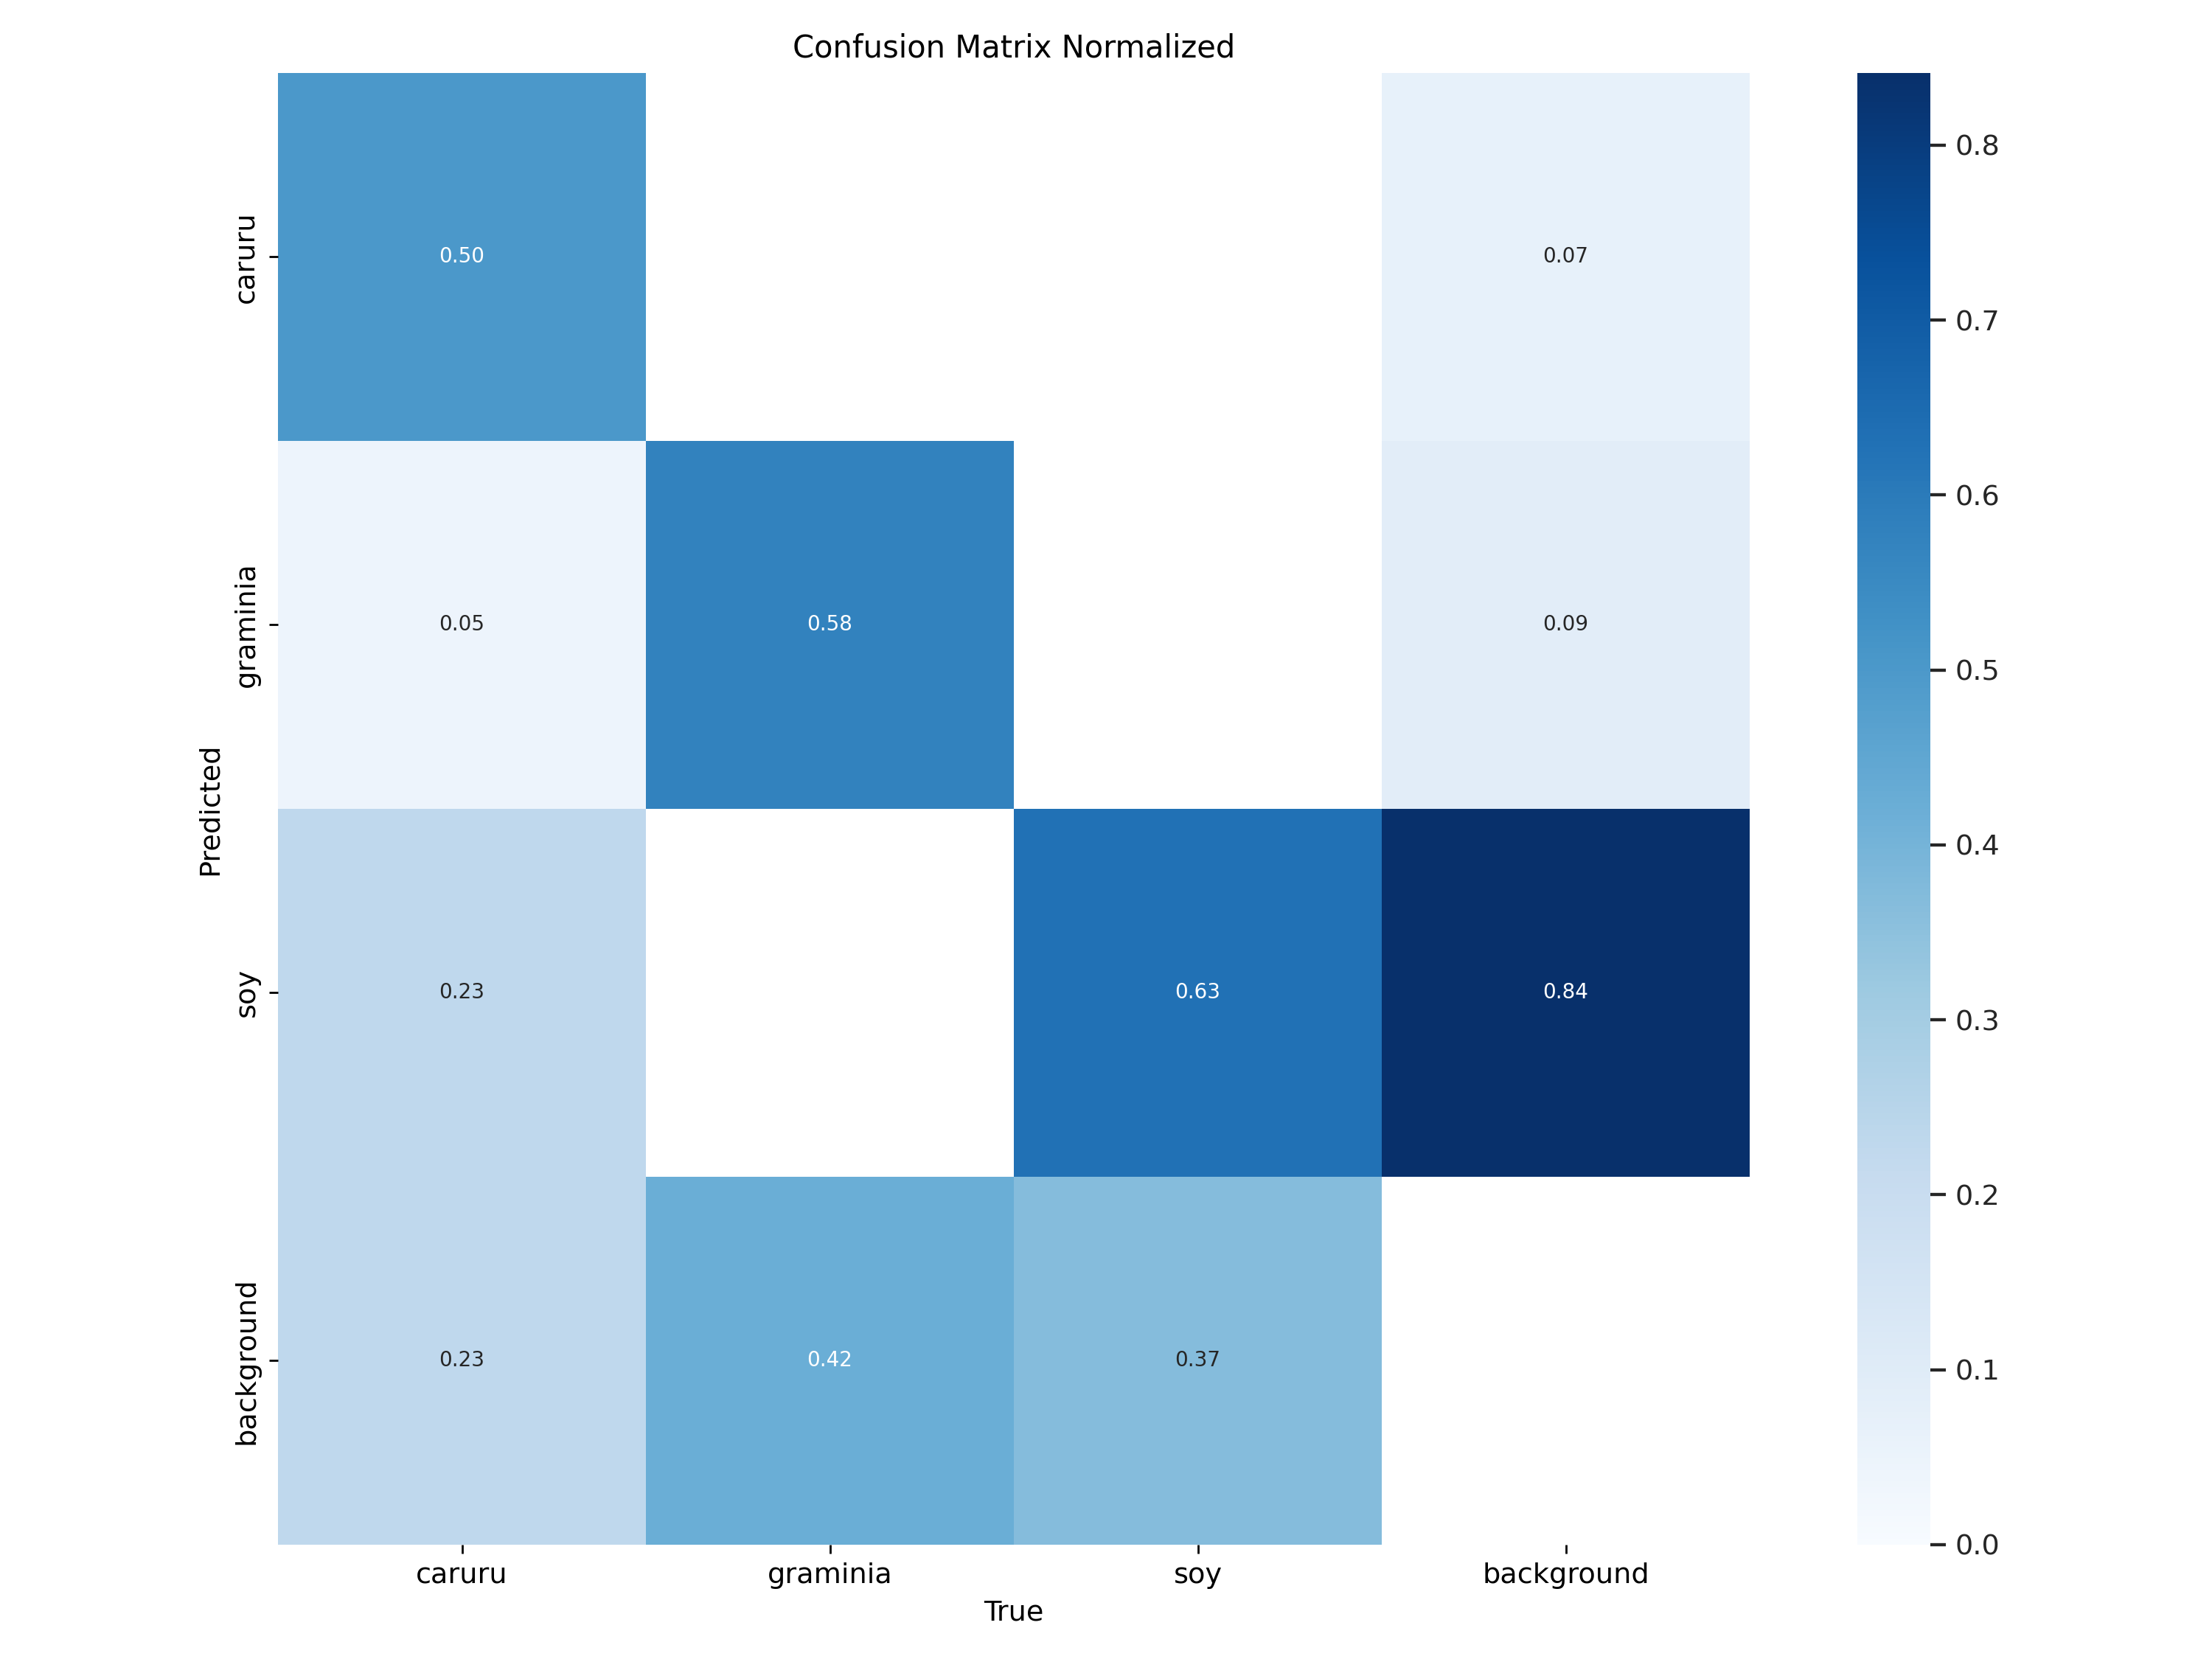 Confusion Matrix Normalized
caruru
0.50
0.07
graminia
0.05
0.58
0.09
soy
0.23
0.63
0.84
background
0.23
0.42
0.37
Predicted
caruru
graminia
soy
background
True
0.8
0.7
0.6
0.5
0.4
0.3
0.2
0.1
0.0